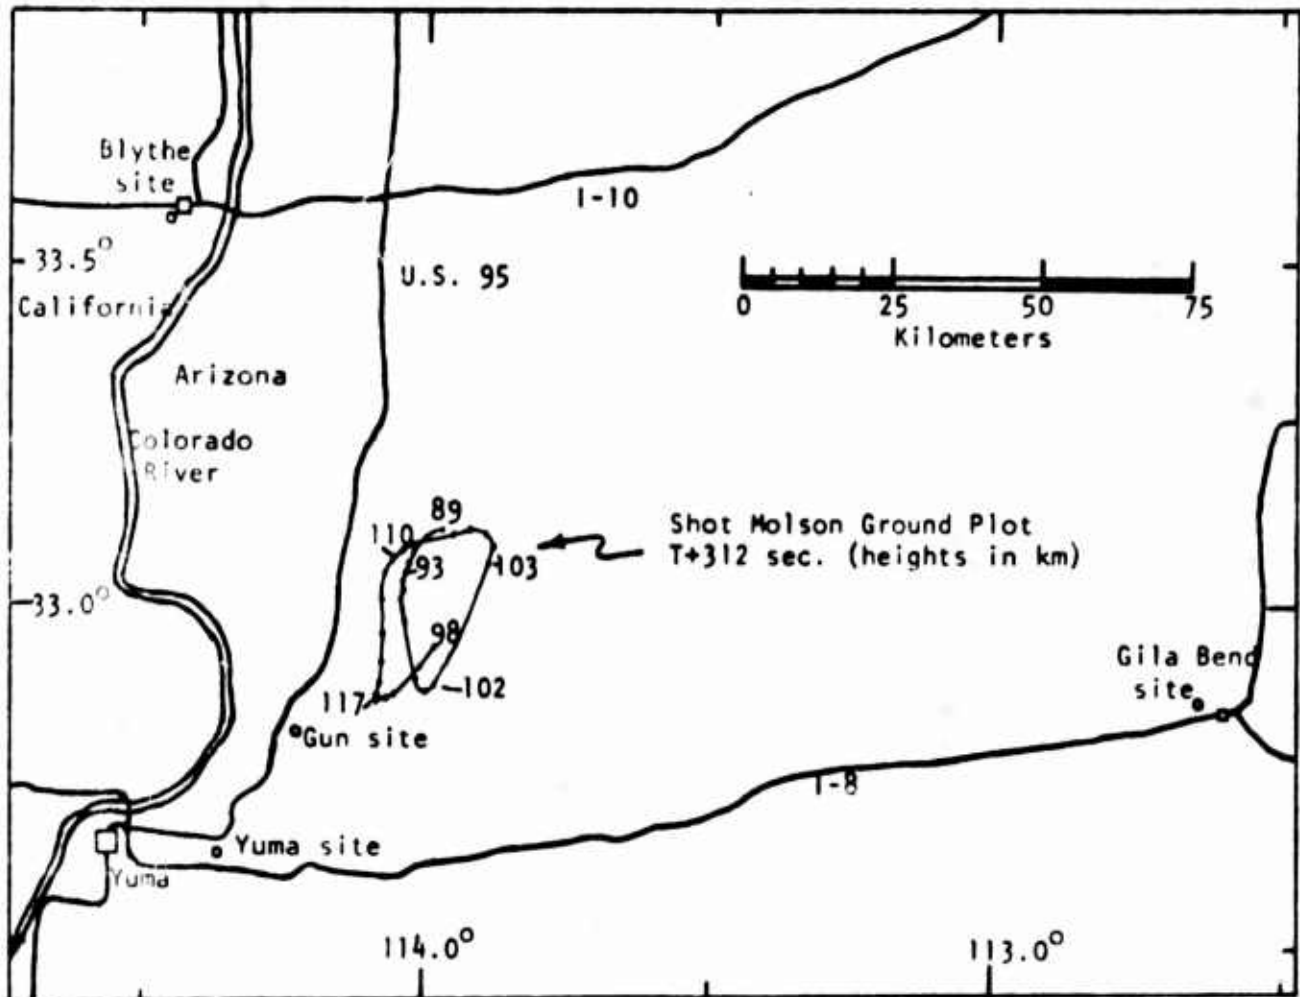 Blythe
site
I-10
33.5°
U.S. 95
California
0 25 50 75
Kilometers
Arizona
Colorado
River
89
110
Shot Molson Ground Plot
T+312 sec. (heights in km)
93
103
33.0°
98
Gila Bend
site
102
117
Gun site
I-8
Yuma site
Yuma
114.0°
113.0°